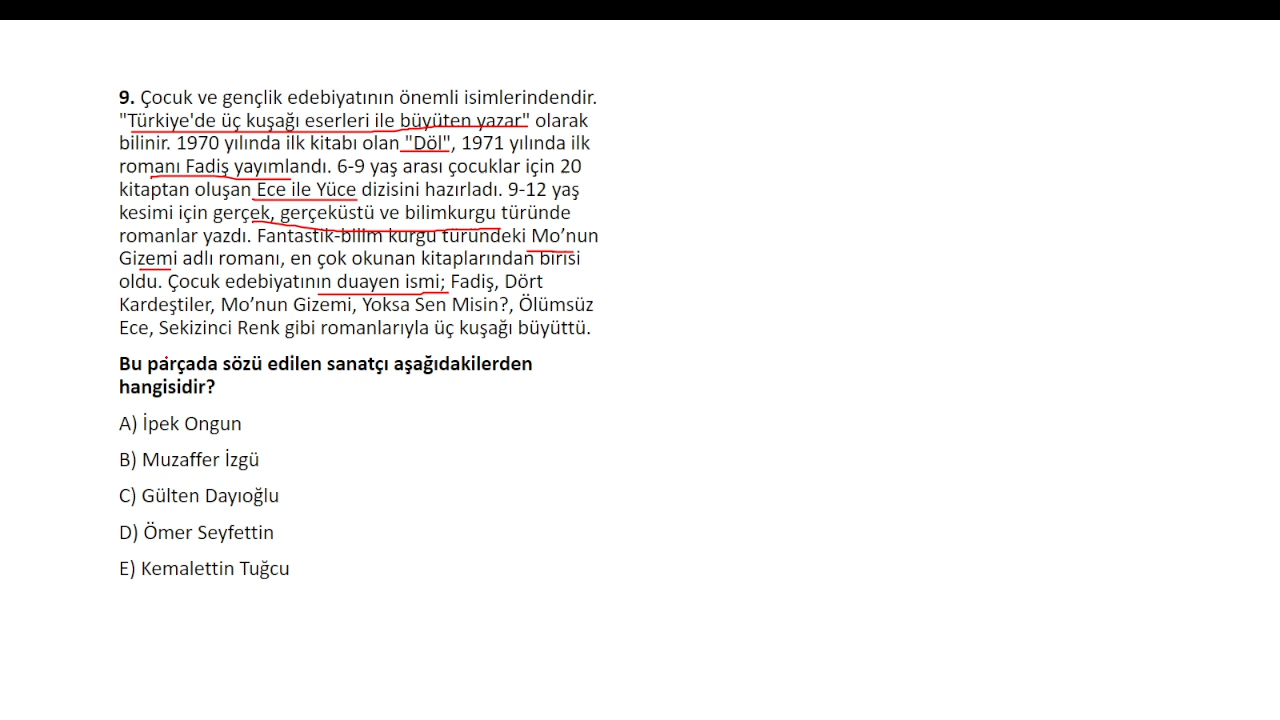 9. Çocuk ve gençlik edebiyatının önemli isimlerindendir.
"Türkiye'de üç kuşağı eserleri ile büyüten yazar" olarak
bilinir. 1970 yılında ilk kitabı olan "Döl", 1971 yılında ilk
romanı Fadiş yayımlandı. 6-9 yaş arası çocuklar için 20
kitaptan oluşan Ece ile Yüce dizisini hazırladı. 9-12 yaş
kesimi için gerçek, gerçeküstü ve bilimkurgu türünde
romanlar yazdı. Fantastik-bilim kurgu türündeki Mo’nun
Gizemi adlı romanı, en çok okunan kitaplarından birisi
oldu. Çocuk edebiyatının duayen ismi; Fadiş, Dört
Kardeştiler, Mo’nun Gizemi, Yoksa Sen Misin?, Ölümsüz
Ece, Sekizinci Renk gibi romanlarıyla üç kuşağı büyüttü.
Bu parçada sözü edilen sanatçı aşağıdakilerden
hangisidir?
A) İpek Ongun
B) Muzaffer İzgü
C) Gülten Dayıoğlu
D) Ömer Seyfettin
E) Kemalettin Tuğcu